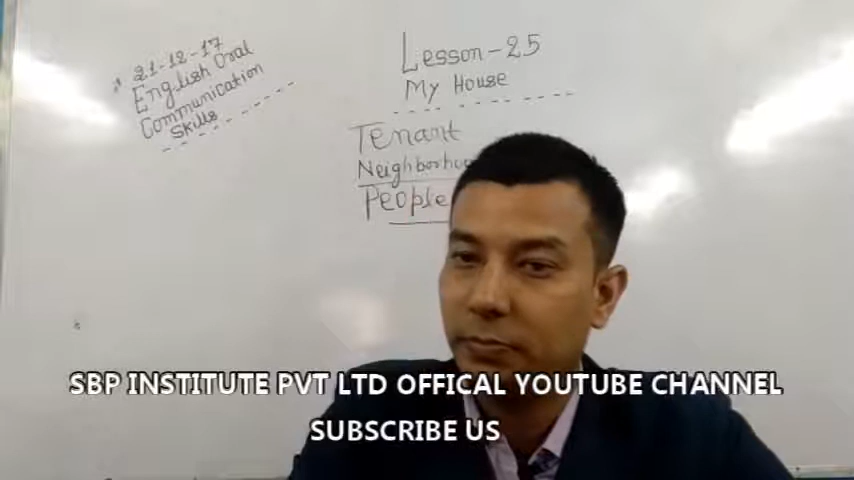 21-12-17
English Oral
Communication
Skills
Lesson-25
My House
Tenant
People
SBP INSTITUTE PVT LTD OFFICAL YOUTUBE CHANNEL
SUBSCRIBE US